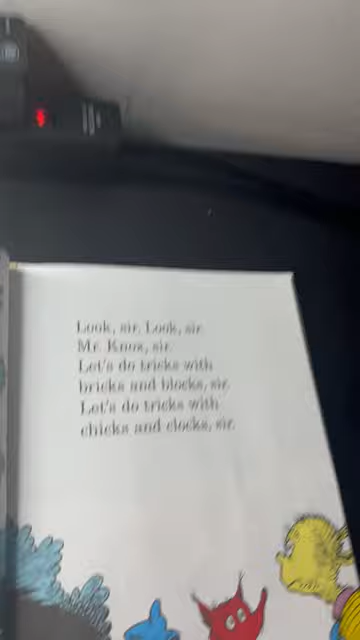 Look, sir. Look, sir.
Mr. Knox, sir.
Let's do tricks with
bricks and blocks, sir.
Let's do tricks with
chicks and clocks, sir.